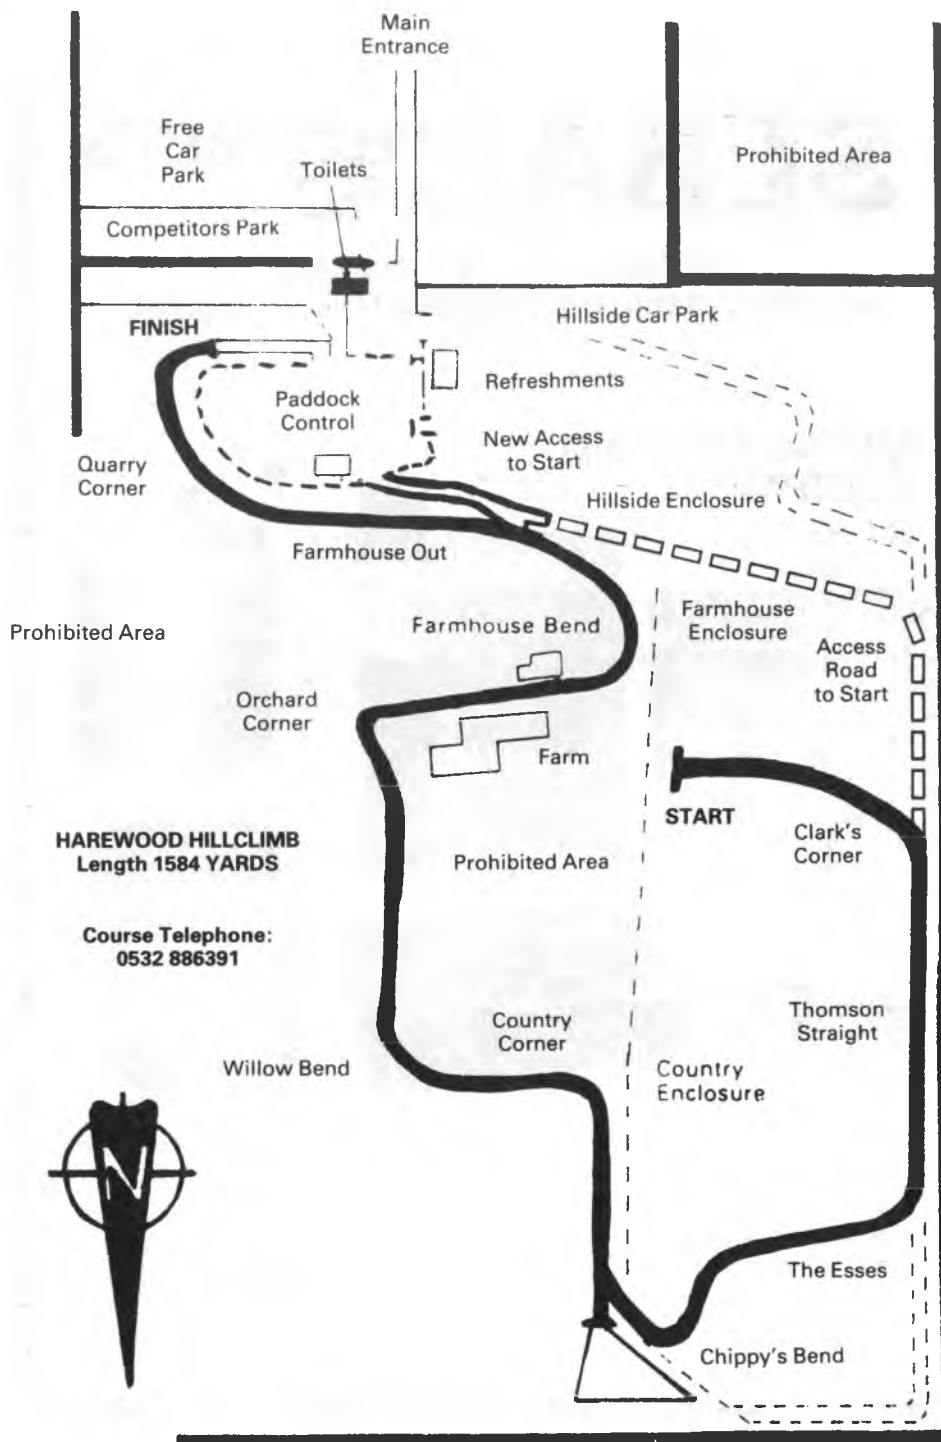 Main
Entrance
Free
Car
Park
Toilets
Prohibited Area
Competitors Park
FINISH
Hillside Car Park
Refreshments
Paddock
Control
New Access
to Start
Quarry
Corner
Hillside Enclosure
Farmhouse Out
Prohibited Area
Farmhouse Bend
Farmhouse
Enclosure
Access
Road
to Start
Orchard
Corner
Farm
START
Clark's
Corner
HAREWOOD HILLCLIMB
Length 1584 YARDS
Prohibited Area
Course Telephone:
0532 886391
Thomson
Straight
Country
Corner
Willow Bend
Country
Enclosure
N
The Esses
Chippy's Bend